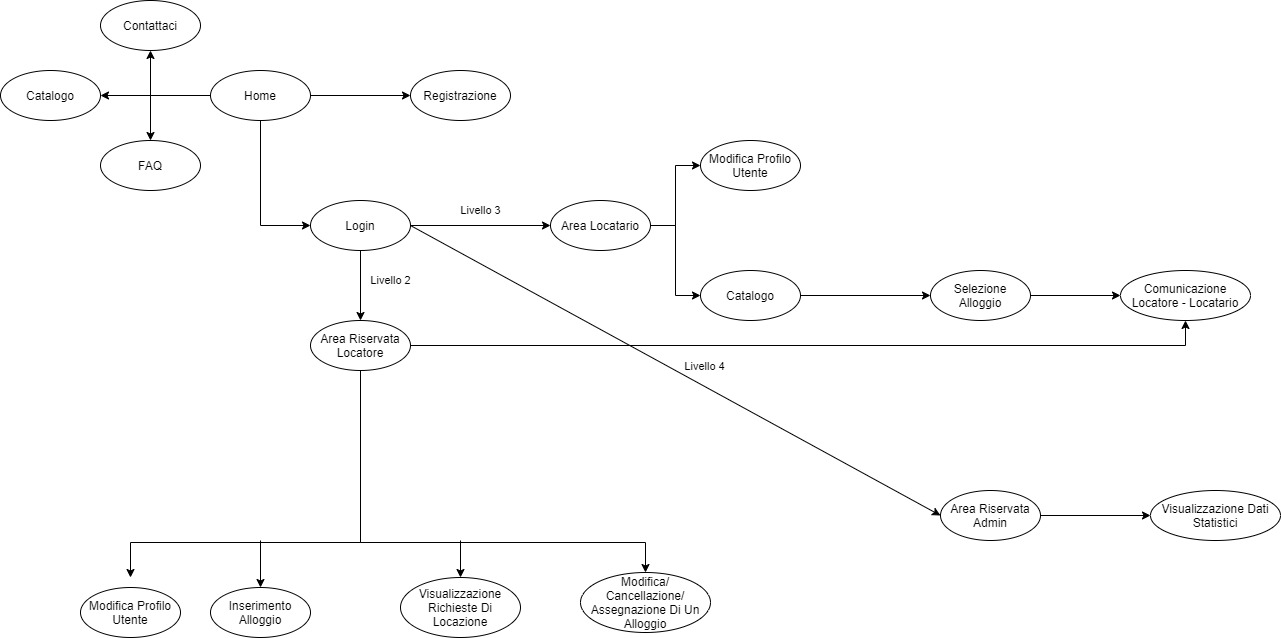 Contattaci
Catalogo
Home
Registrazione
FAQ
Modifica Profilo
Utente
Livello 3
Login
Area Locatario
Livello 2
Catalogo
Selezione
Alloggio
Comunicazione
Locatore - Locatario
Area Riservata
Locatore
Livello 4
Area Riservata
Admin
Visualizzazione Dati
Statistici
Modifica Profilo
Utente
Inserimento
Alloggio
Visualizzazione
Richieste Di
Locazione
Modifica/
Cancellazione/
Assegnazione Di Un
Alloggio